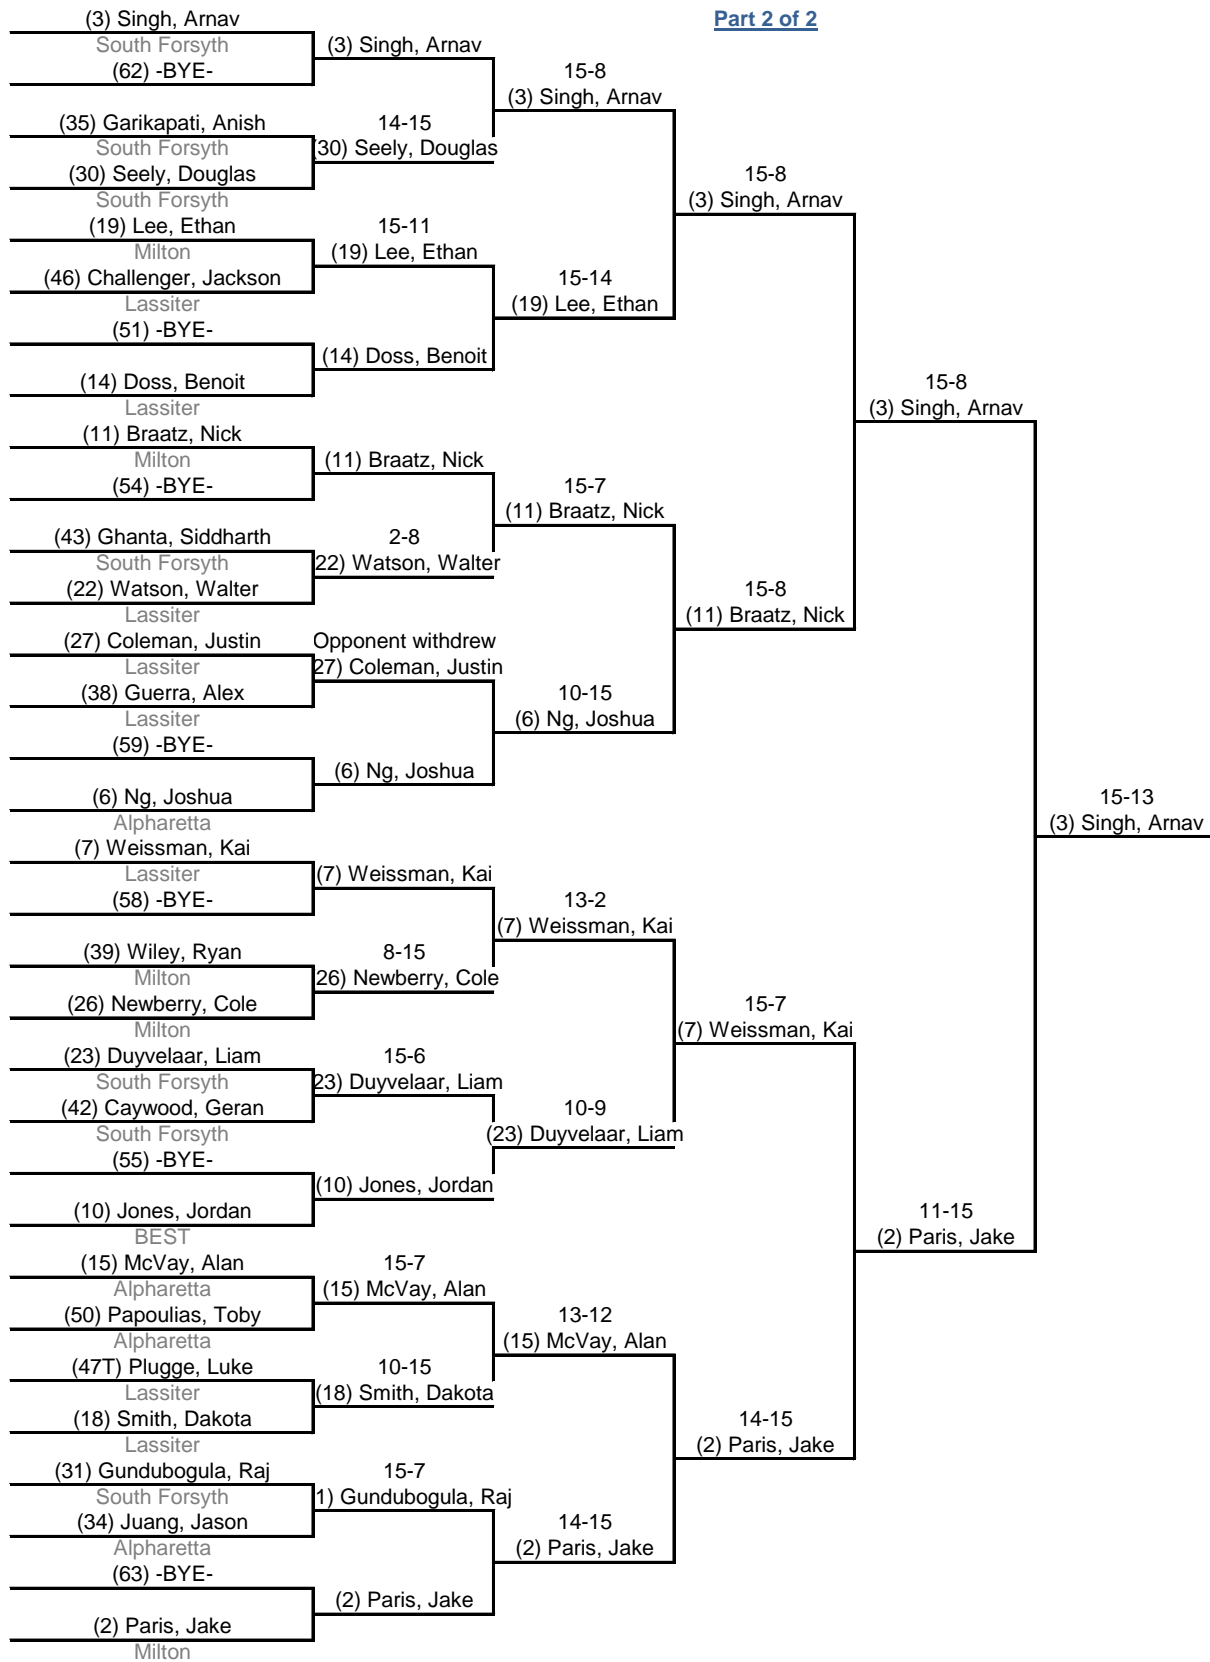 Part 2 of 2
(3) Singh, Arnav
South Forsyth
(62) -BYE-
(35) Garikapati, Anish
South Forsyth
(30) Seely, Douglas
South Forsyth
(19) Lee, Ethan
Milton
(46) Challenger, Jackson
Lassiter
(51) -BYE-
(14) Doss, Benoit
Lassiter
(11) Braatz, Nick
Milton
(54) -BYE-
(43) Ghanta, Siddharth
South Forsyth
(22) Watson, Walter
Lassiter
(27) Coleman, Justin
Lassiter
(38) Guerra, Alex
Lassiter
(59) -BYE-
(6) Ng, Joshua
Alpharetta
(7) Weissman, Kai
Lassiter
(58) -BYE-
(39) Wiley, Ryan
Milton
(26) Newberry, Cole
Milton
(23) Duyvelaar, Liam
South Forsyth
(42) Caywood, Geran
South Forsyth
(55) -BYE-
(10) Jones, Jordan
BEST
(15) McVay, Alan
Alpharetta
(50) Papoulias, Toby
Alpharetta
(47T) Plugge, Luke
Lassiter
(18) Smith, Dakota
Lassiter
(31) Gundubogula, Raj
South Forsyth
(34) Juang, Jason
Alpharetta
(63) -BYE-
(2) Paris, Jake
Milton
(3) Singh, Arnav
14-15
(30) Seely, Douglas
15-11
(19) Lee, Ethan
(14) Doss, Benoit
(11) Braatz, Nick
2-8
22) Watson, Walter
Opponent withdrew
27) Coleman, Justin
(6) Ng, Joshua
(7) Weissman, Kai
8-15
26) Newberry, Cole
15-6
23) Duyvelaar, Liam
(10) Jones, Jordan
15-7
(15) McVay, Alan
10-15
(18) Smith, Dakota
15-7
1) Gundubogula, Raj
(2) Paris, Jake
15-8
(3) Singh, Arnav
15-14
(19) Lee, Ethan
15-7
(11) Braatz, Nick
10-15
(6) Ng, Joshua
13-2
(7) Weissman, Kai
10-9
(23) Duyvelaar, Liam
13-12
(15) McVay, Alan
14-15
(2) Paris, Jake
15-8
(3) Singh, Arnav
15-8
(11) Braatz, Nick
15-7
(7) Weissman, Kai
14-15
(2) Paris, Jake
15-8
(3) Singh, Arnav
11-15
(2) Paris, Jake
15-13
(3) Singh, Arnav